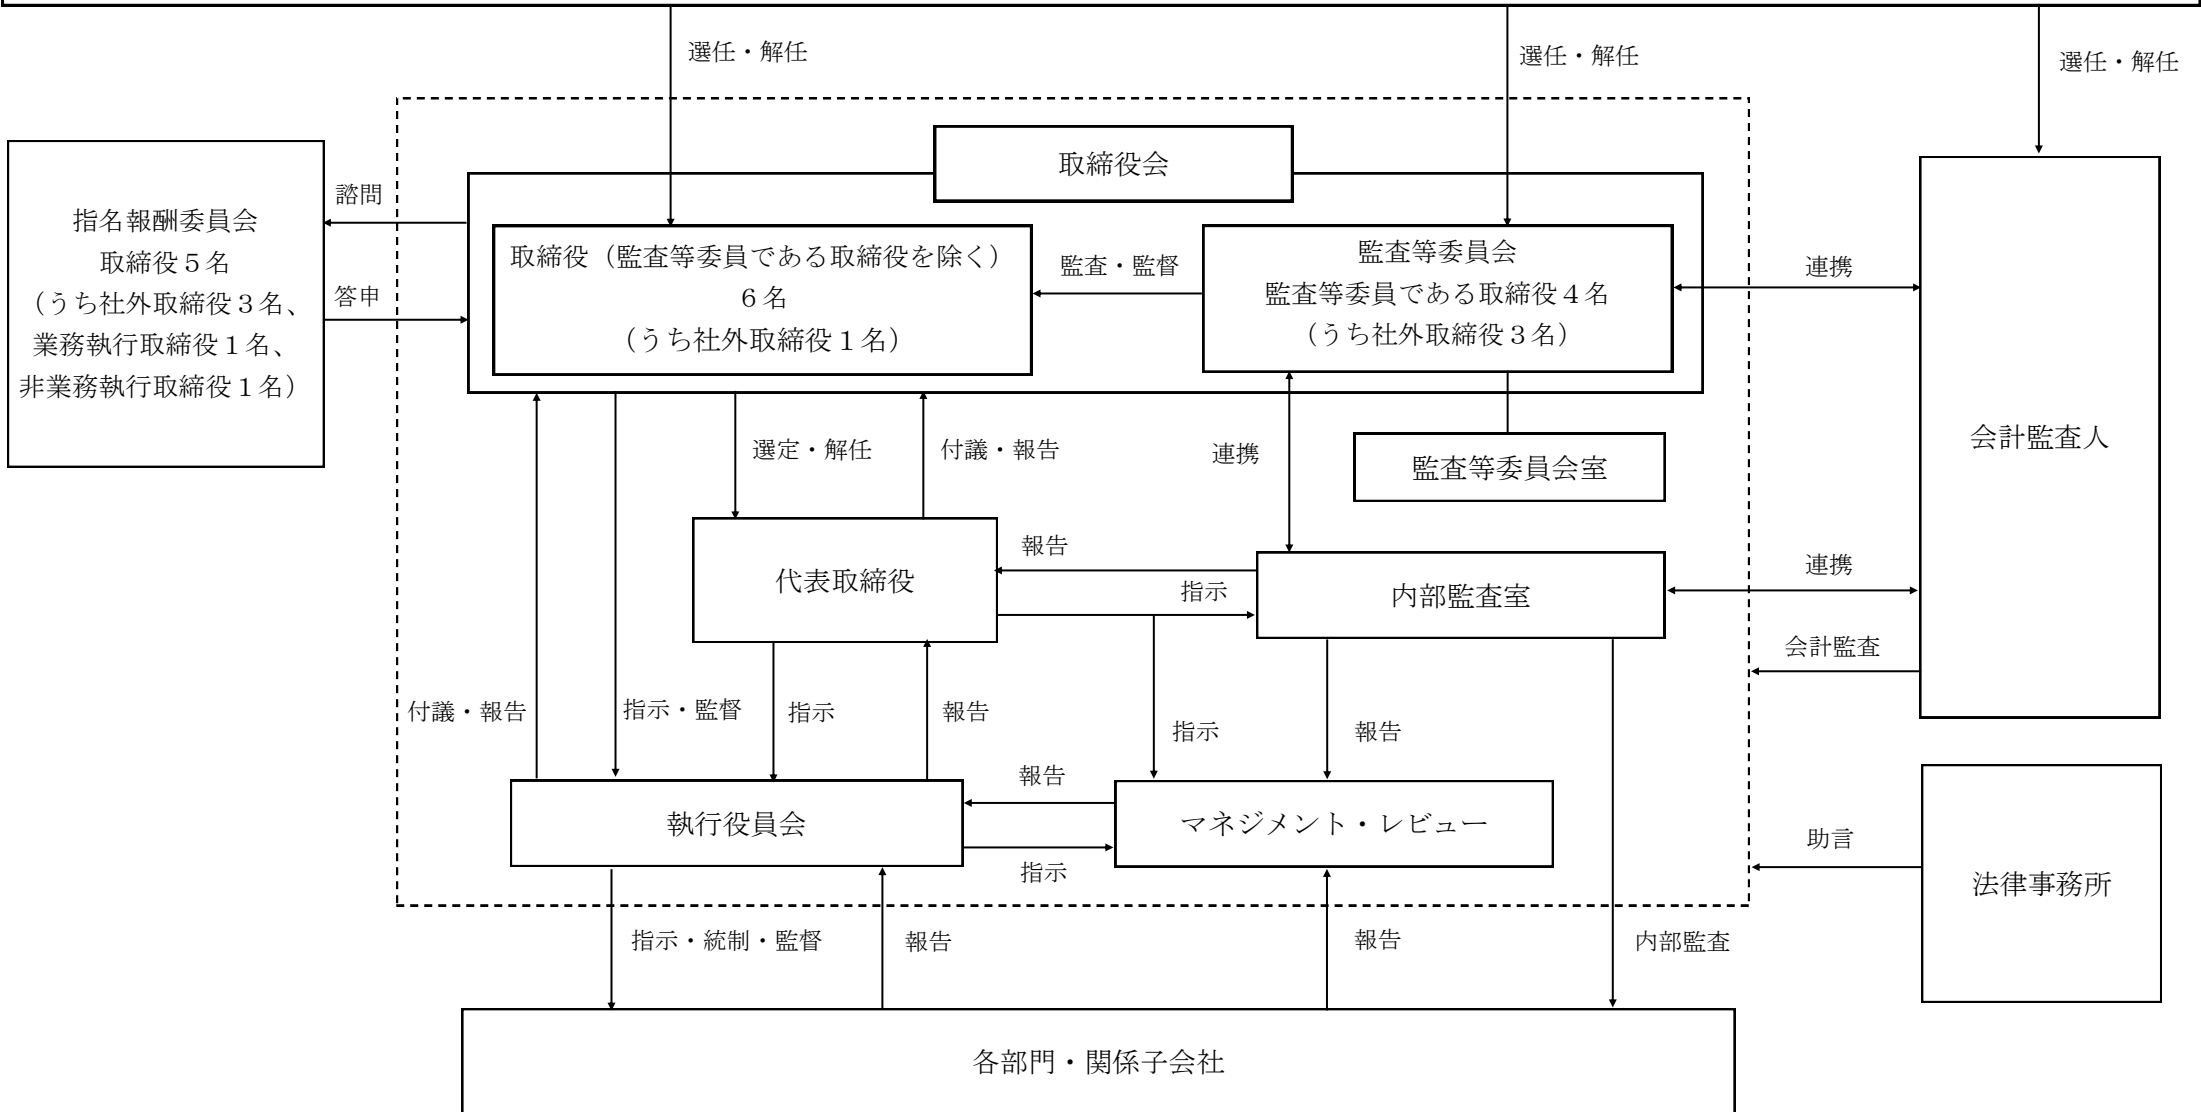 選任・解任
選任・解任
選任・解任
取締役会
指名報酬委員会
取締役５名
（うち社外取締役３名、
業務執行取締役１名、
非業務執行取締役１名）
諮問
答申
取締役（監査等委員である取締役を除く）
６名
（うち社外取締役１名）
監査・監督
監査等委員会
監査等委員である取締役４名
（うち社外取締役３名）
連携
会計監査人
選定・解任
付議・報告
連携
監査等委員会室
代表取締役
報告
指示
内部監査室
連携
会計監査
付議・報告
指示・監督
指示
報告
指示
報告
執行役員会
報告
指示
マネジメント・レビュー
助言
法律事務所
指示・統制・監督
報告
報告
内部監査
各部門・関係子会社